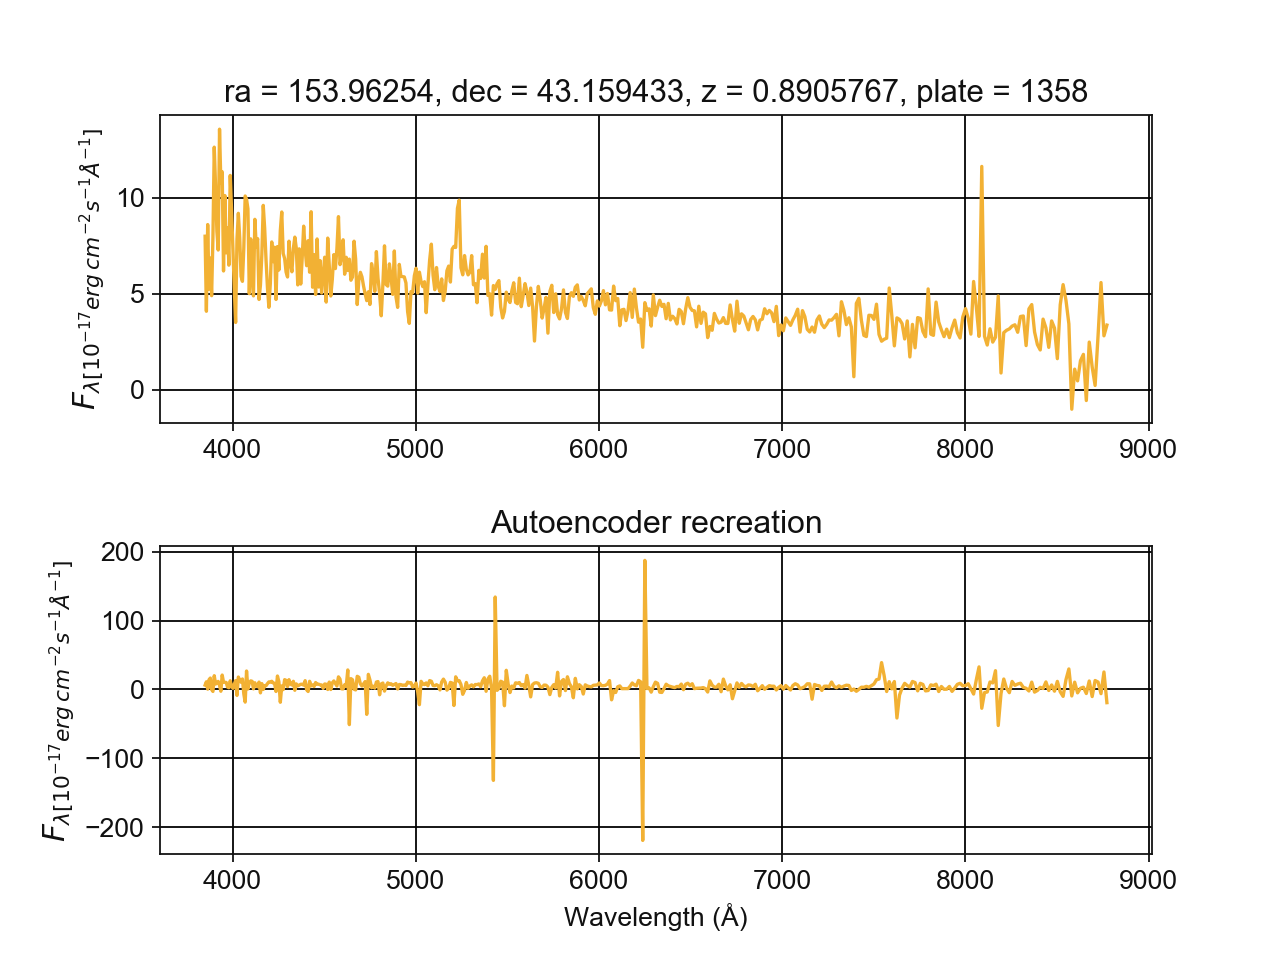 ra = 153.96254, dec = 43.159433, z = 0.8905767, plate = 1358
F_λ[10^−17 erg cm^−2 s^−1 Å^−1]
10
5
0
4000 5000 6000 7000 8000 9000
Autoencoder recreation
F_λ[10^−17 erg cm^−2 s^−1 Å^−1]
200
100
0
−100
−200
4000 5000 6000 7000 8000 9000
Wavelength (Å)